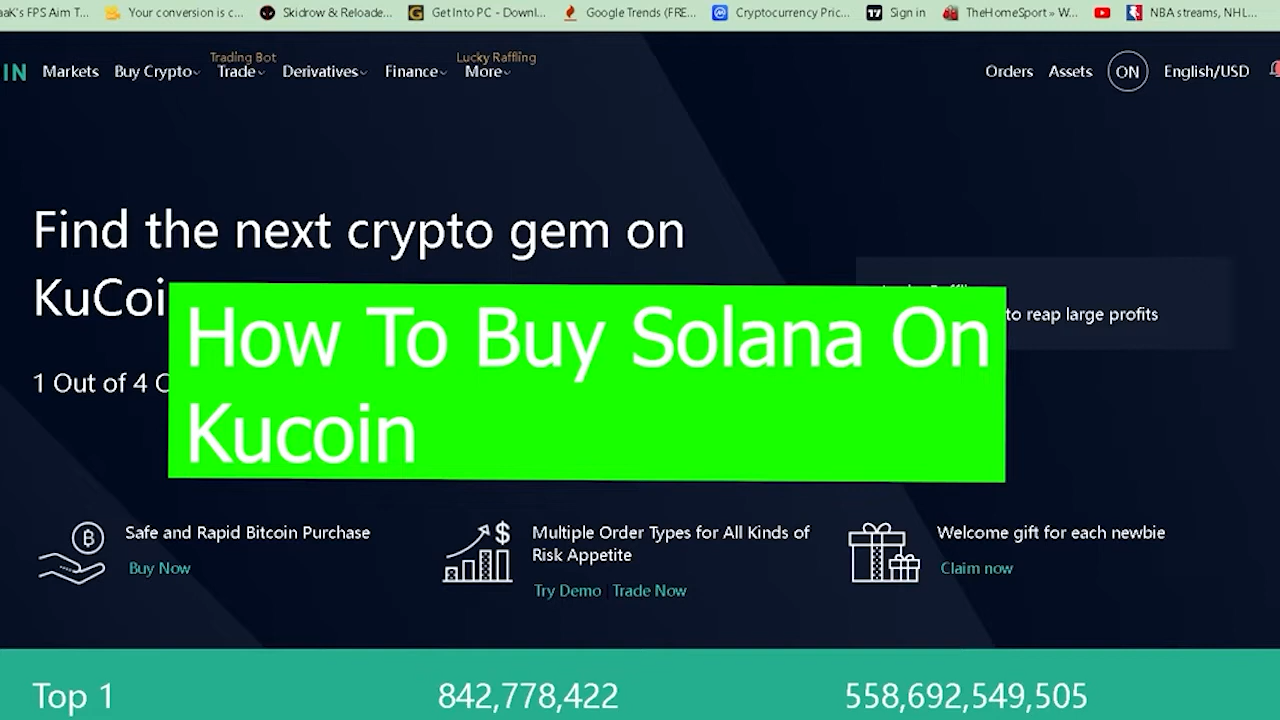 aaK's FPS Aim T... Your conversion is c... Skidrow & Reloade... Get Into PC - Downl... Google Trends (FRE... Cryptocurrency Pric... Sign in TheHomeSport » W... NBA streams, NHL...
Trading Bot Lucky Raffling
IN Markets Buy Crypto Trade Derivatives Finance More Orders Assets ON English/USD
Find the next crypto gem on
KuCoi
to reap large profits
How To Buy Solana On
Kucoin
1 Out of 4 C
Safe and Rapid Bitcoin Purchase
Buy Now
Multiple Order Types for All Kinds of
Risk Appetite
Try Demo | Trade Now
Welcome gift for each newbie
Claim now
Top 1 842,778,422 558,692,549,505